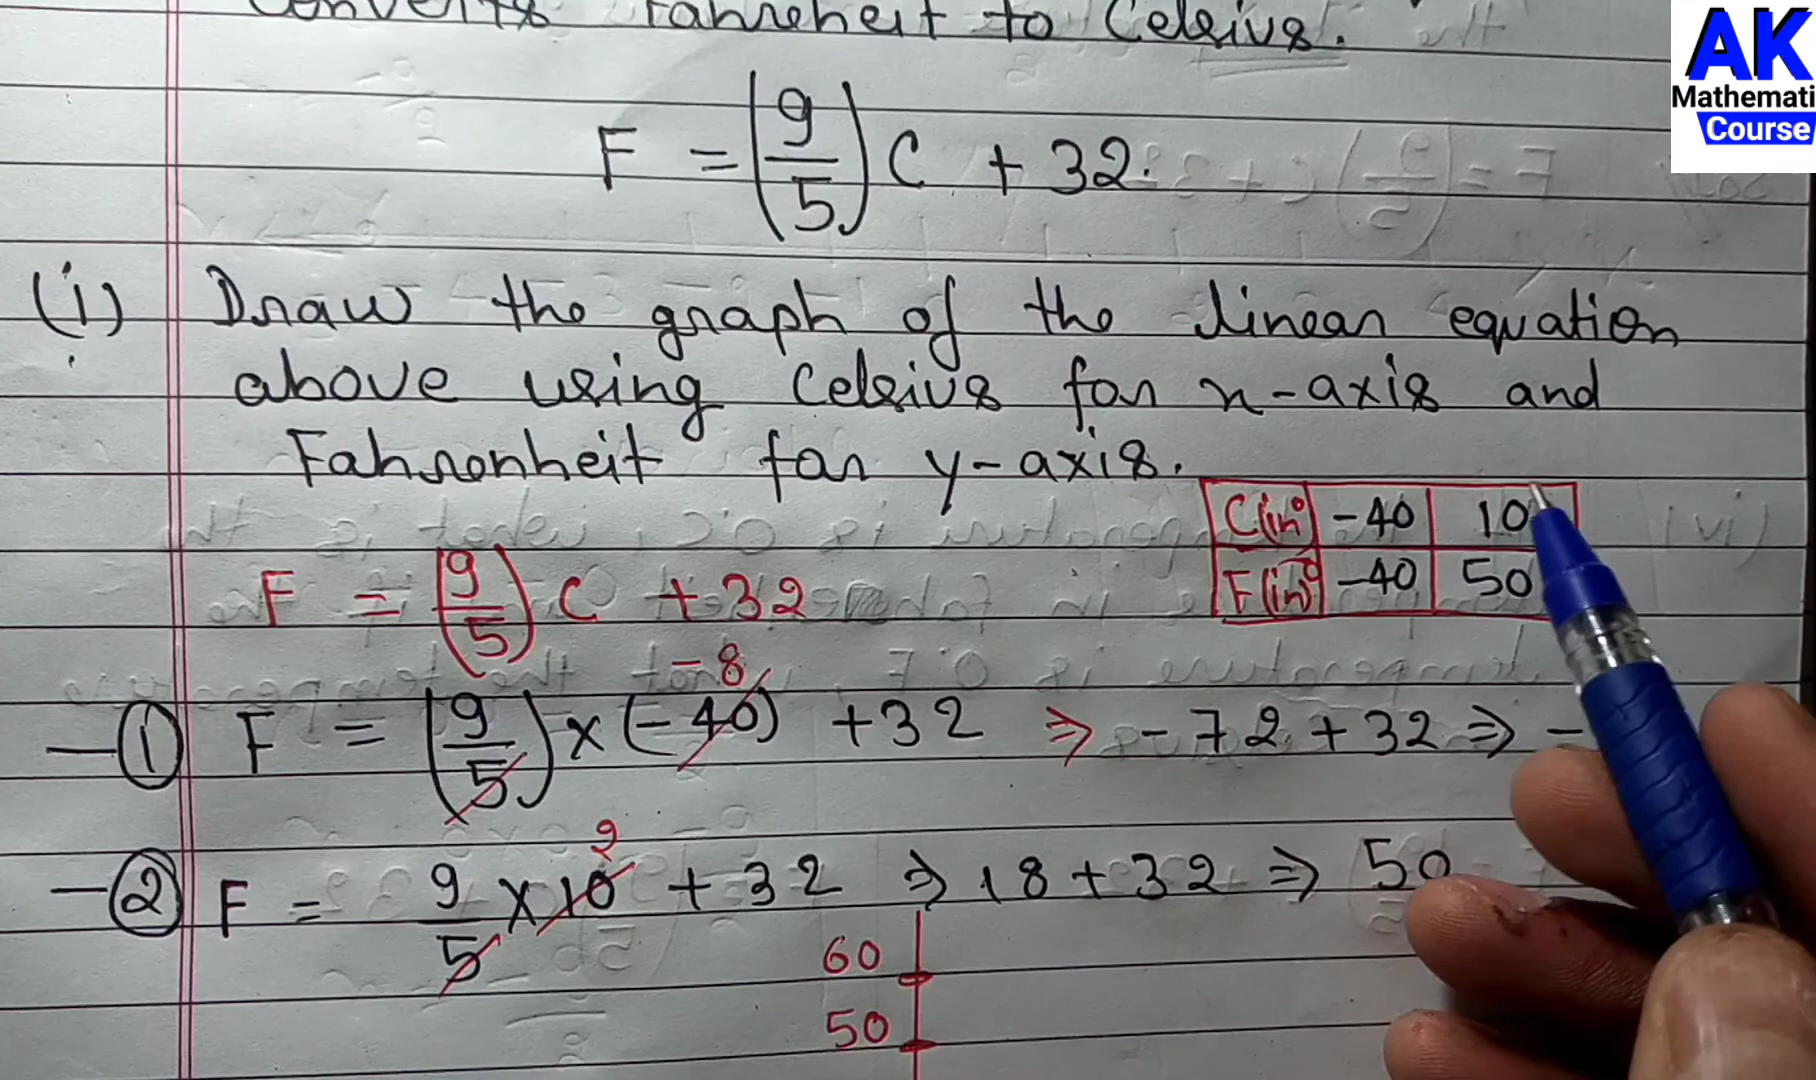 Converts Fahrenheit to Celsius.
AK
Mathemati
Course
F = (9/5) C + 32.
(i) Draw the graph of the linear equation
above using Celsius for x-axis and
Fahrenheit for y-axis.
C(in° -40 10
F(in)° -40 50
F = (9/5) C + 32
-8
-① F = (9/5) × (-40) + 32 ⇒ -72 + 32 ⇒ -
2
-② F = 9/5 × 10 + 32 ⇒ 18 + 32 ⇒ 50
60
50